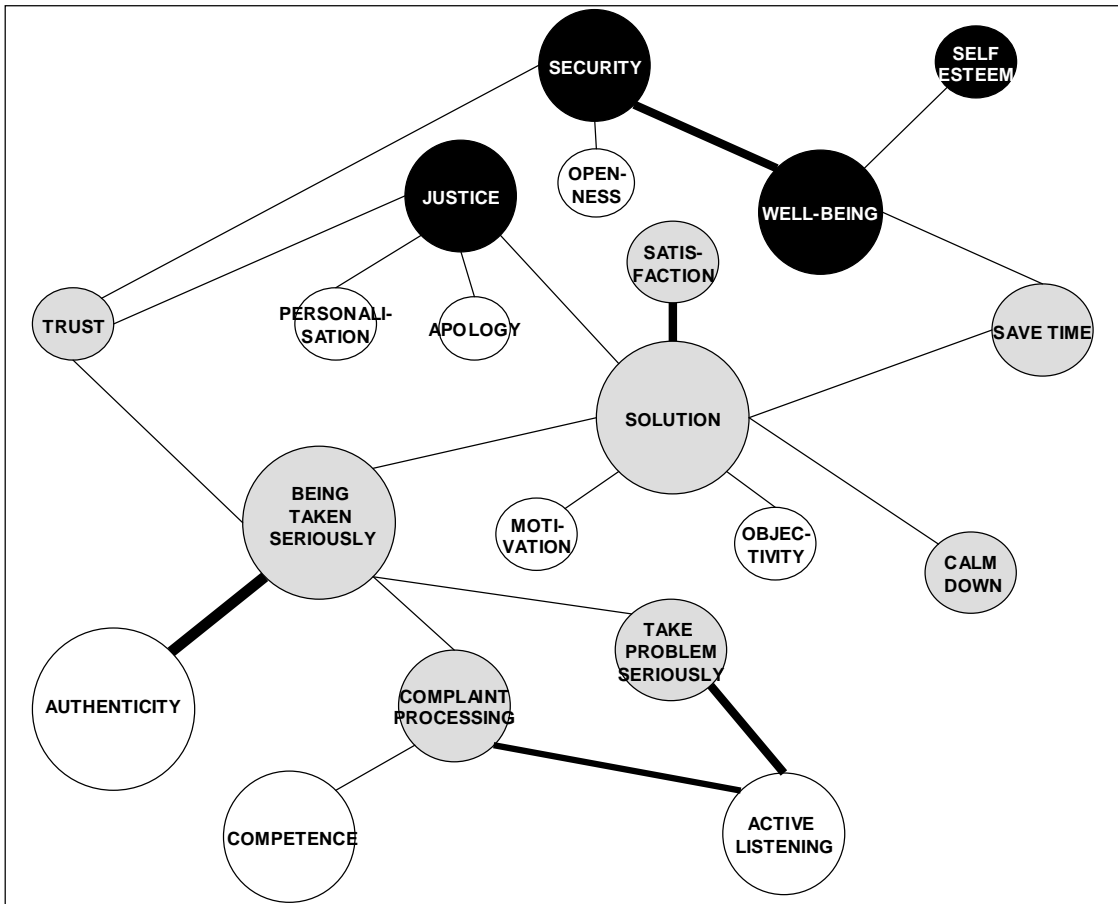 SECURITY
SELF
ESTEEM
OPEN-
NESS
JUSTICE
WELL-BEING
SATIS-
FACTION
TRUST
PERSONALI-
SATION
APOLOGY
SAVE TIME
SOLUTION
BEING
TAKEN
SERIOUSLY
MOTI-
VATION
OBJEC-
TIVITY
CALM
DOWN
TAKE
PROBLEM
SERIOUSLY
AUTHENTICITY
COMPLAINT
PROCESSING
COMPETENCE
ACTIVE
LISTENING